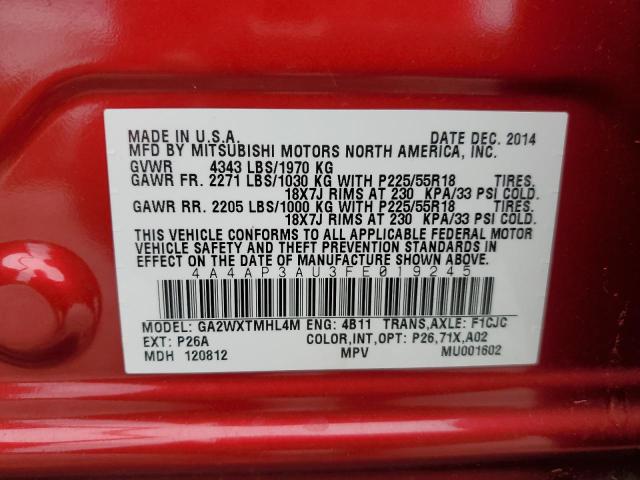 MADE IN U.S.A. DATE DEC. 2014
MFD BY MITSUBISHI MOTORS NORTH AMERICA, INC.
GVWR 4343 LBS/1970 KG
GAWR FR. 2271 LBS/1030 KG WITH P225/55R18 TIRES.
18X7J RIMS AT 230 KPA/33 PSI COLD.
GAWR RR. 2205 LBS/1000 KG WITH P225/55R18 TIRES.
18X7J RIMS AT 230 KPA/33 PSI COLD.
THIS VEHICLE CONFORMS TO ALL APPLICABLE FEDERAL MOTOR
VEHICLE SAFETY AND THEFT PREVENTION STANDARDS IN
EFFECT ON THE DATE OF MANUFACTURE SHOWN ABOVE.
4A4AP3AU3FE019245
MODEL: GA2WXTMHL4M ENG: 4B11 TRANS,AXLE: F1CJC
EXT: P26A COLOR,INT,OPT: P26,71X,A02
MDH 120812 MPV MU001602